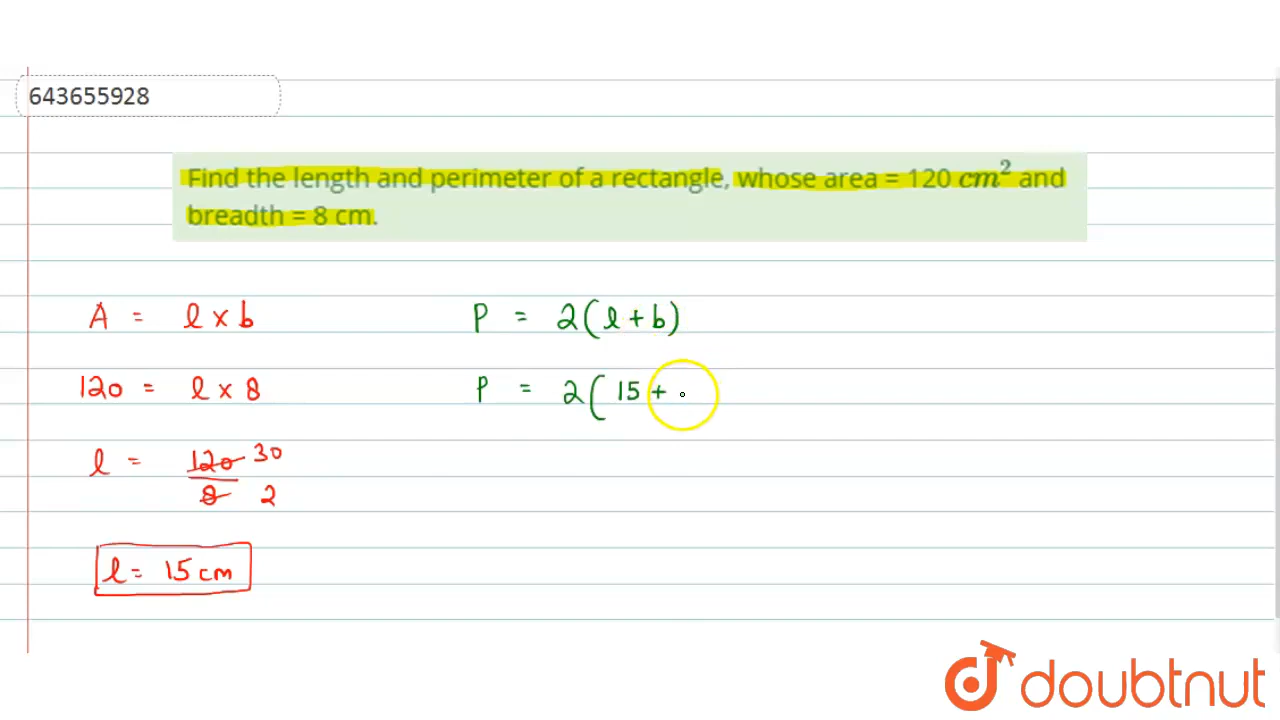 643655928
Find the length and perimeter of a rectangle, whose area = 120 cm² and
breadth = 8 cm.
A = l × b
120 = l × 8
l = 120/8 30/2
l = 15 cm
P = 2(l + b)
P = 2( 15 +
doubtnut